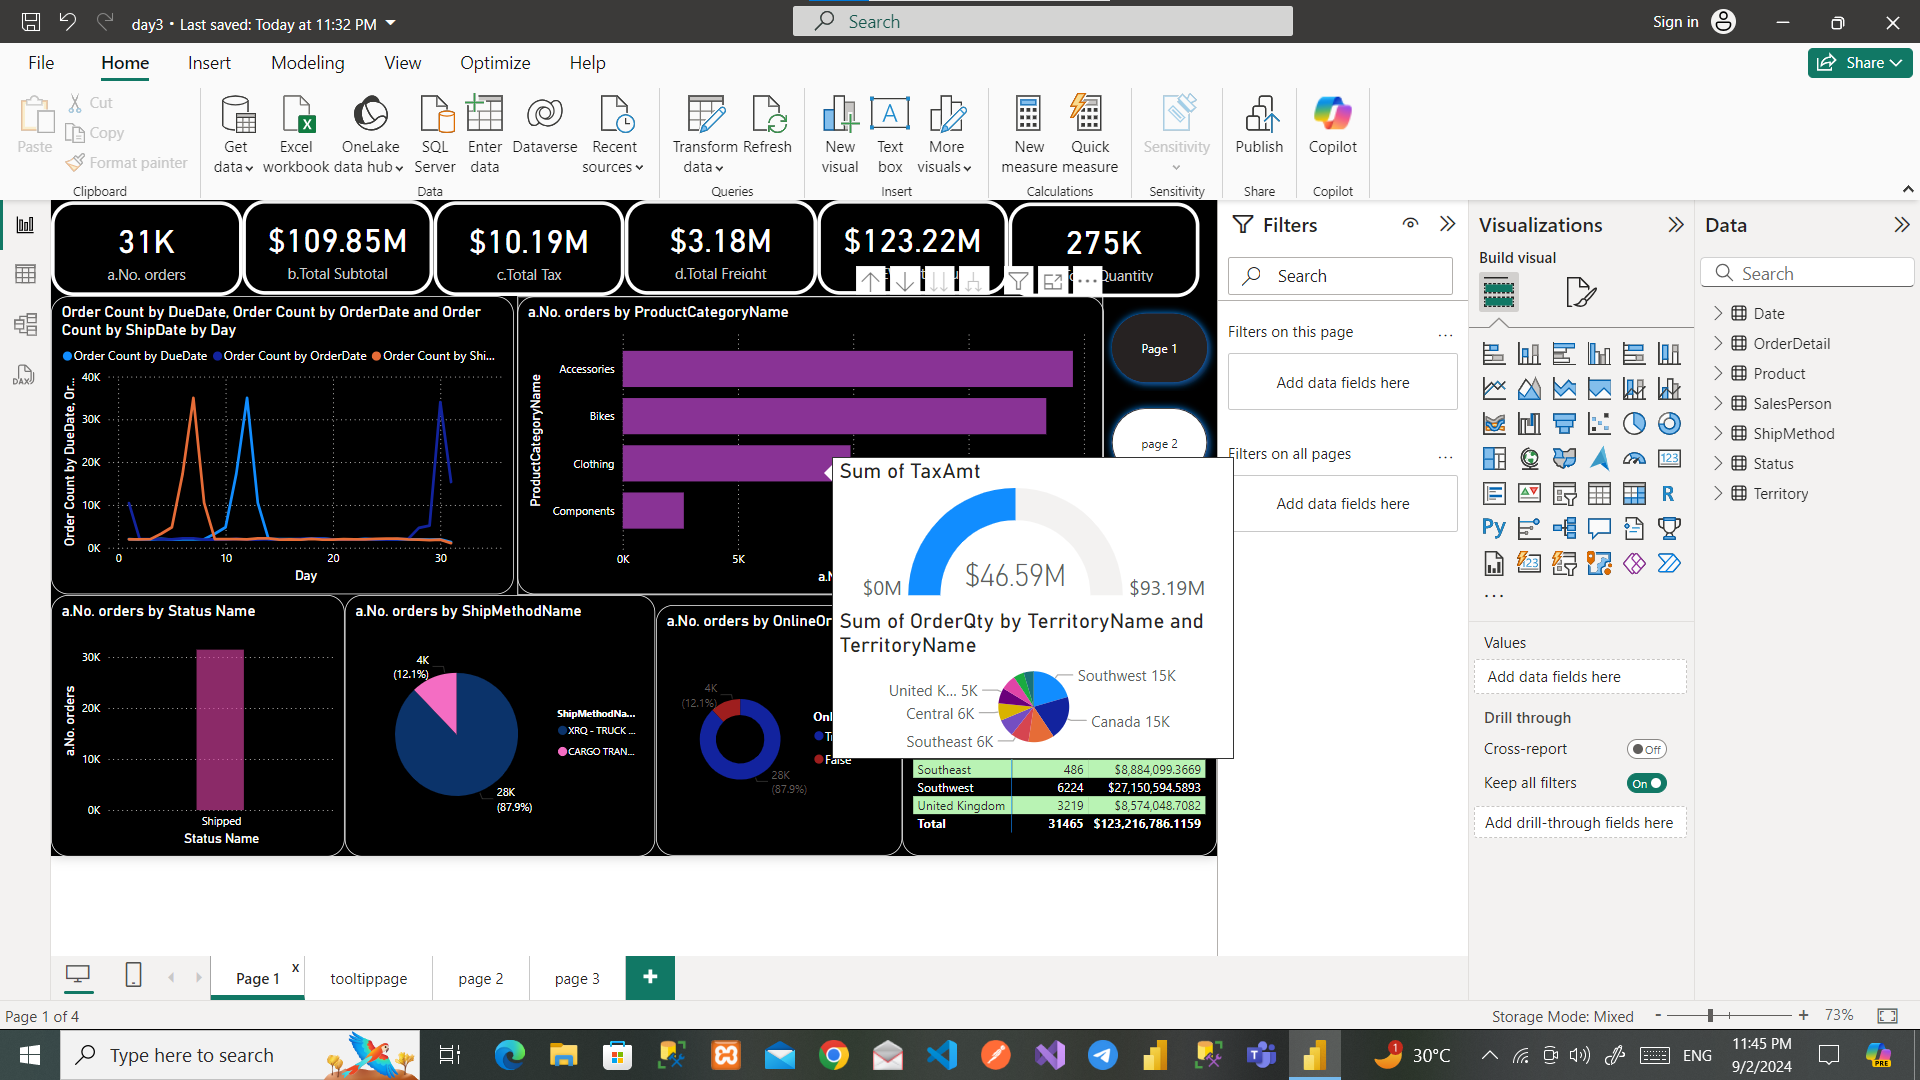 day3 • Last saved: Today at 11:32 PM
Search
Sign in
File
Home
Insert
Modeling
View
Optimize
Help
Share
Paste
Cut
Copy
Format painter
Clipboard
Get data
Excel workbook
OneLake data hub
SQL Server
Enter data
Dataverse
Recent sources
Data
Transform data
Refresh
Queries
New visual
Text box
More visuals
Insert
New measure
Quick measure
Calculations
Sensitivity
Sensitivity
Publish
Share
Copilot
Copilot
31K
a.No. orders
$109.85M
b.Total Subtotal
$10.19M
c.Total Tax
$3.18M
d.Total Freight
$123.22M
275K
Quantity
Order Count by DueDate, Order Count by OrderDate and Order
Count by ShipDate by Day
Order Count by DueDate
Order Count by OrderDate
Order Count by Shi...
Order Count by DueDate, Or...
40K
30K
20K
10K
0K
0
10
20
30
Day
a.No. orders by ProductCategoryName
ProductCategoryName
Accessories
Bikes
Clothing
Components
0K
5K
Page 1
page 2
Sum of TaxAmt
$46.59M
$0M
$93.19M
Sum of OrderQty by TerritoryName and
TerritoryName
Southwest 15K
United K... 5K
Central 6K
Canada 15K
Southeast 6K
a.No. orders by Status Name
a.No. orders
30K
20K
10K
0K
Shipped
Status Name
a.No. orders by ShipMethodName
4K
(12.1%)
28K
(87.9%)
ShipMethodNa...
XRQ - TRUCK ...
CARGO TRAN...
a.No. orders by OnlineOr
4K
(12.1%)
28K
(87.9%)
Onl
False
Southeast 486 $8,884,099.3669
Southwest 6224 $27,150,594.5893
United Kingdom 3219 $8,574,048.7082
Total 31465 $123,216,786.1159
Filters
Search
Filters on this page
...
Add data fields here
Filters on all pages
...
Add data fields here
Visualizations
Build visual
123
R
Py
123
...
Values
Add data fields here
Drill through
Cross-report
Off
Keep all filters
On
Add drill-through fields here
Data
Search
Date
OrderDetail
Product
SalesPerson
ShipMethod
Status
Territory
DAX
Page 1
x
tooltippage
page 2
page 3
+
Page 1 of 4
Storage Mode: Mixed
- + 73%
Type here to search
1
30°C
ENG
11:45 PM
9/2/2024
PRE